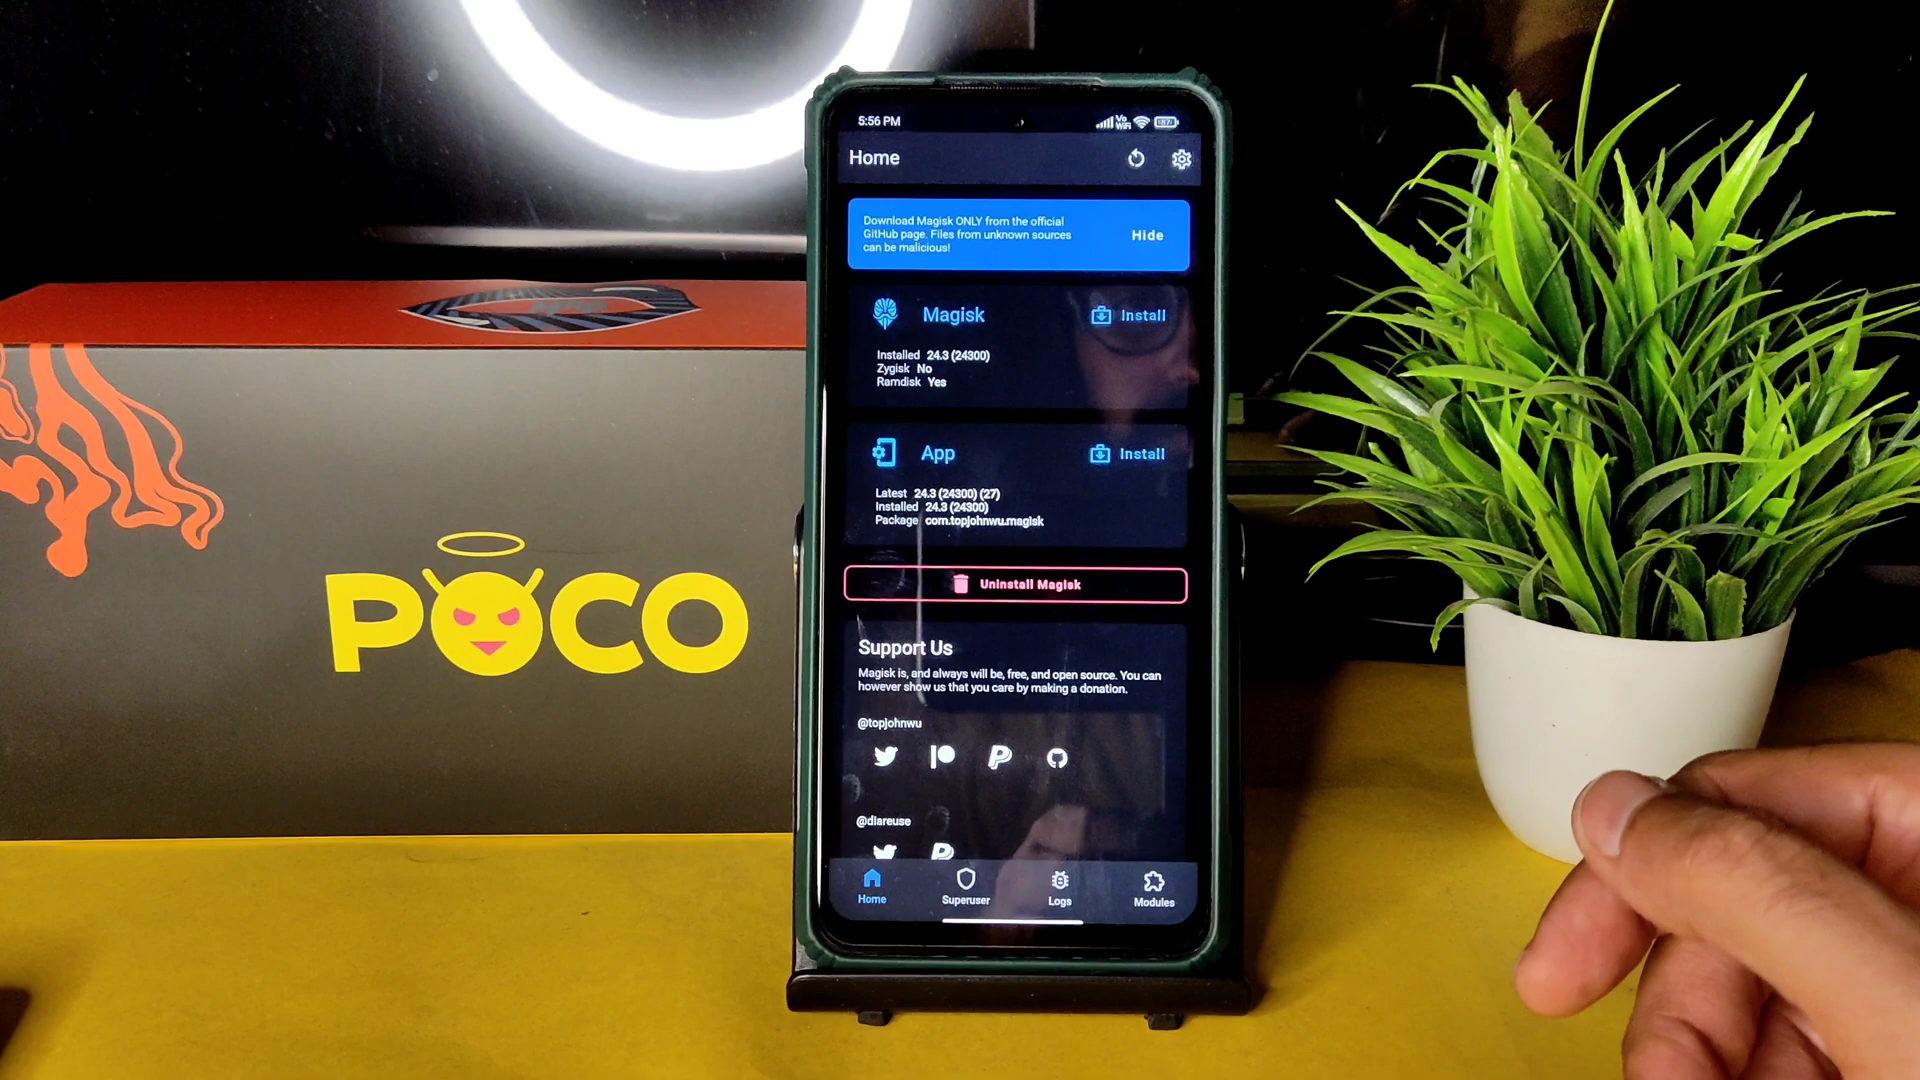 5:56 PM
Vo
WiFi
Home
Download Magisk ONLY from the official
GitHub page. Files from unknown sources
can be malicious!
Hide
Magisk
Install
Installed 24.3 (24300)
Zygisk No
Ramdisk Yes
App
Install
Latest 24.3 (24300) (27)
Installed 24.3 (24300)
Package com.topjohnwu.magisk
Uninstall Magisk
Support Us
Magisk is, and always will be, free, and open source. You can
however show us that you care by making a donation.
@topjohnwu
@diareuse
Home
Superuser
Logs
Modules
POCO